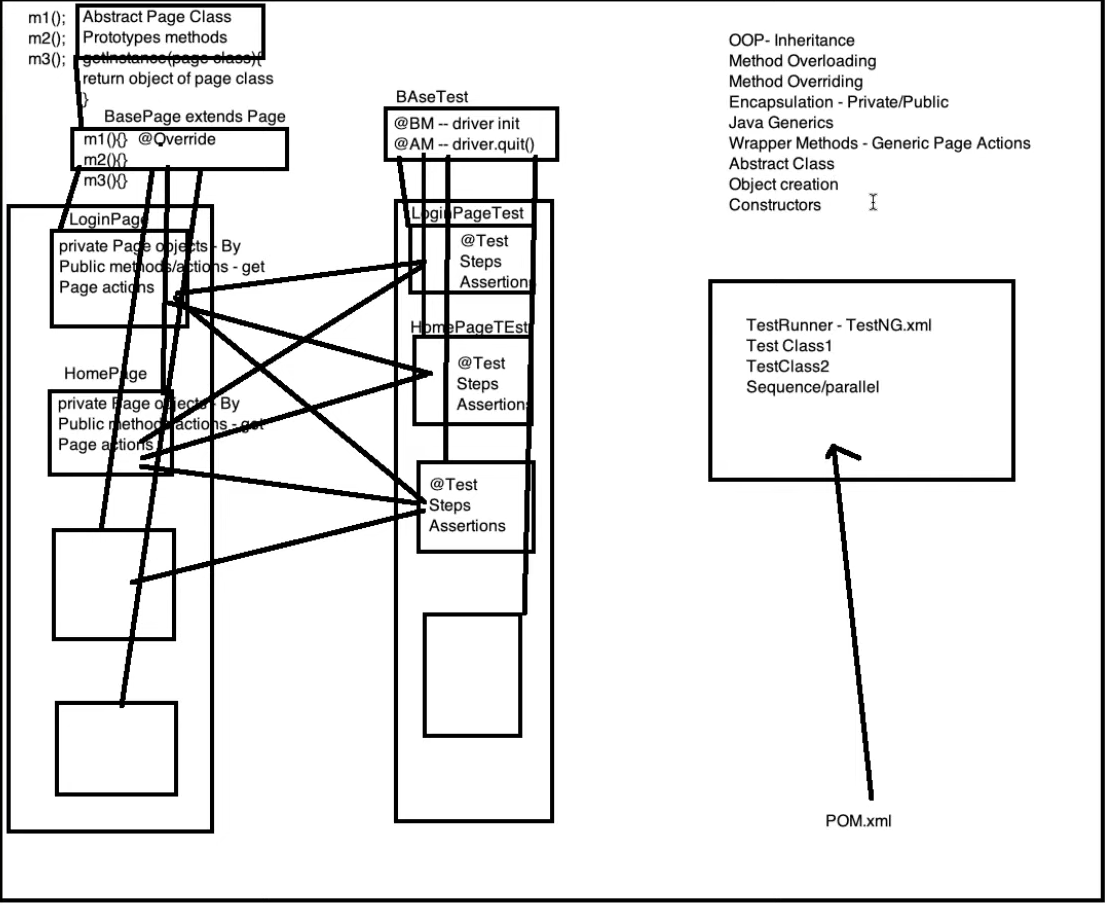 m1();
m2();
m3();
Abstract Page Class
Prototypes methods
getInstance(page class){
return object of page class
}
BasePage extends Page
m1(){} @Override
m2(){}
m3(){}
LoginPage
private Page objects - By
Public methods/actions - get
Page actions
HomePage
private Page objects - By
Public methods/actions - get
Page actions
BAseTest
@BM -- driver init
@AM -- driver.quit()
LoginPageTest
@Test
Steps
Assertions
HomePageTEst
@Test
Steps
Assertions
@Test
Steps
Assertions
OOP- Inheritance
Method Overloading
Method Overriding
Encapsulation - Private/Public
Java Generics
Wrapper Methods - Generic Page Actions
Abstract Class
Object creation
Constructors
TestRunner - TestNG.xml
Test Class1
TestClass2
Sequence/parallel
POM.xml